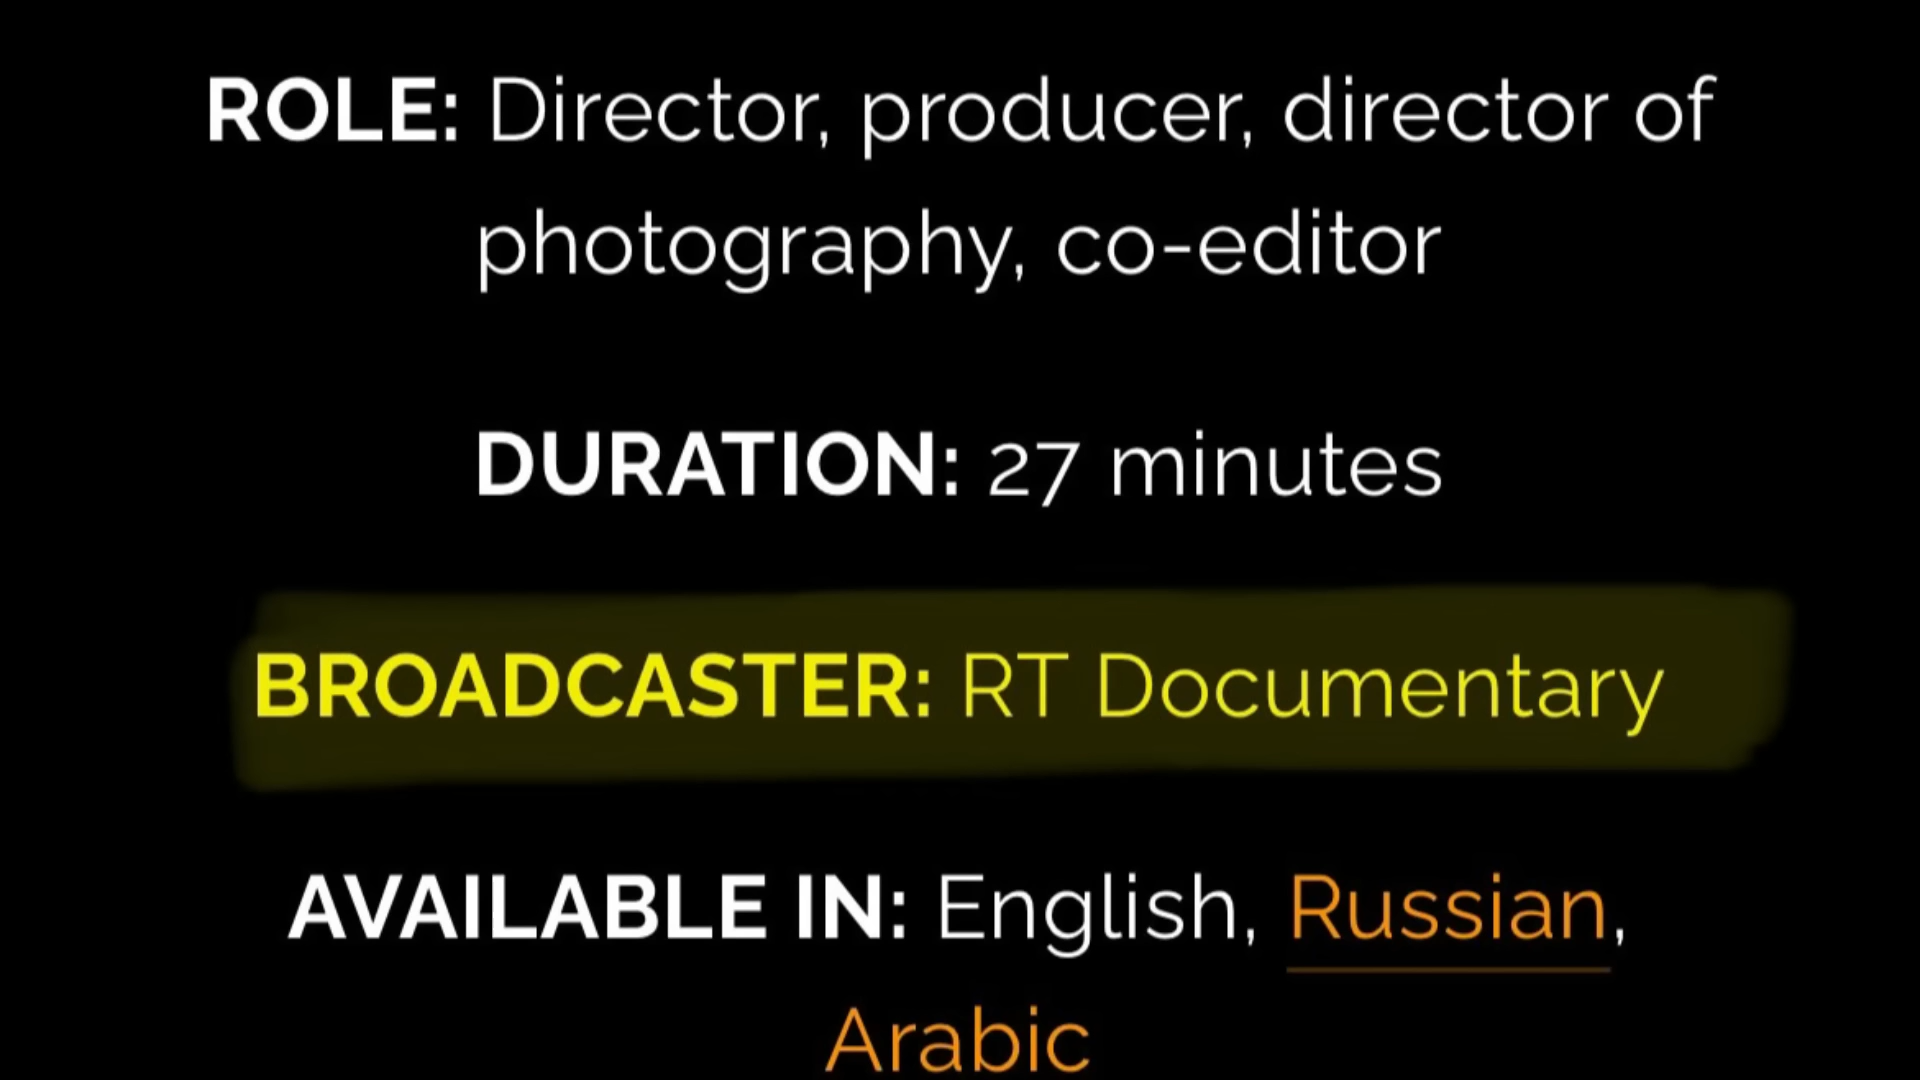 ROLE: Director, producer, director of
photography, co-editor
DURATION: 27 minutes
BROADCASTER: RT Documentary
AVAILABLE IN: English, Russian,
Arabic